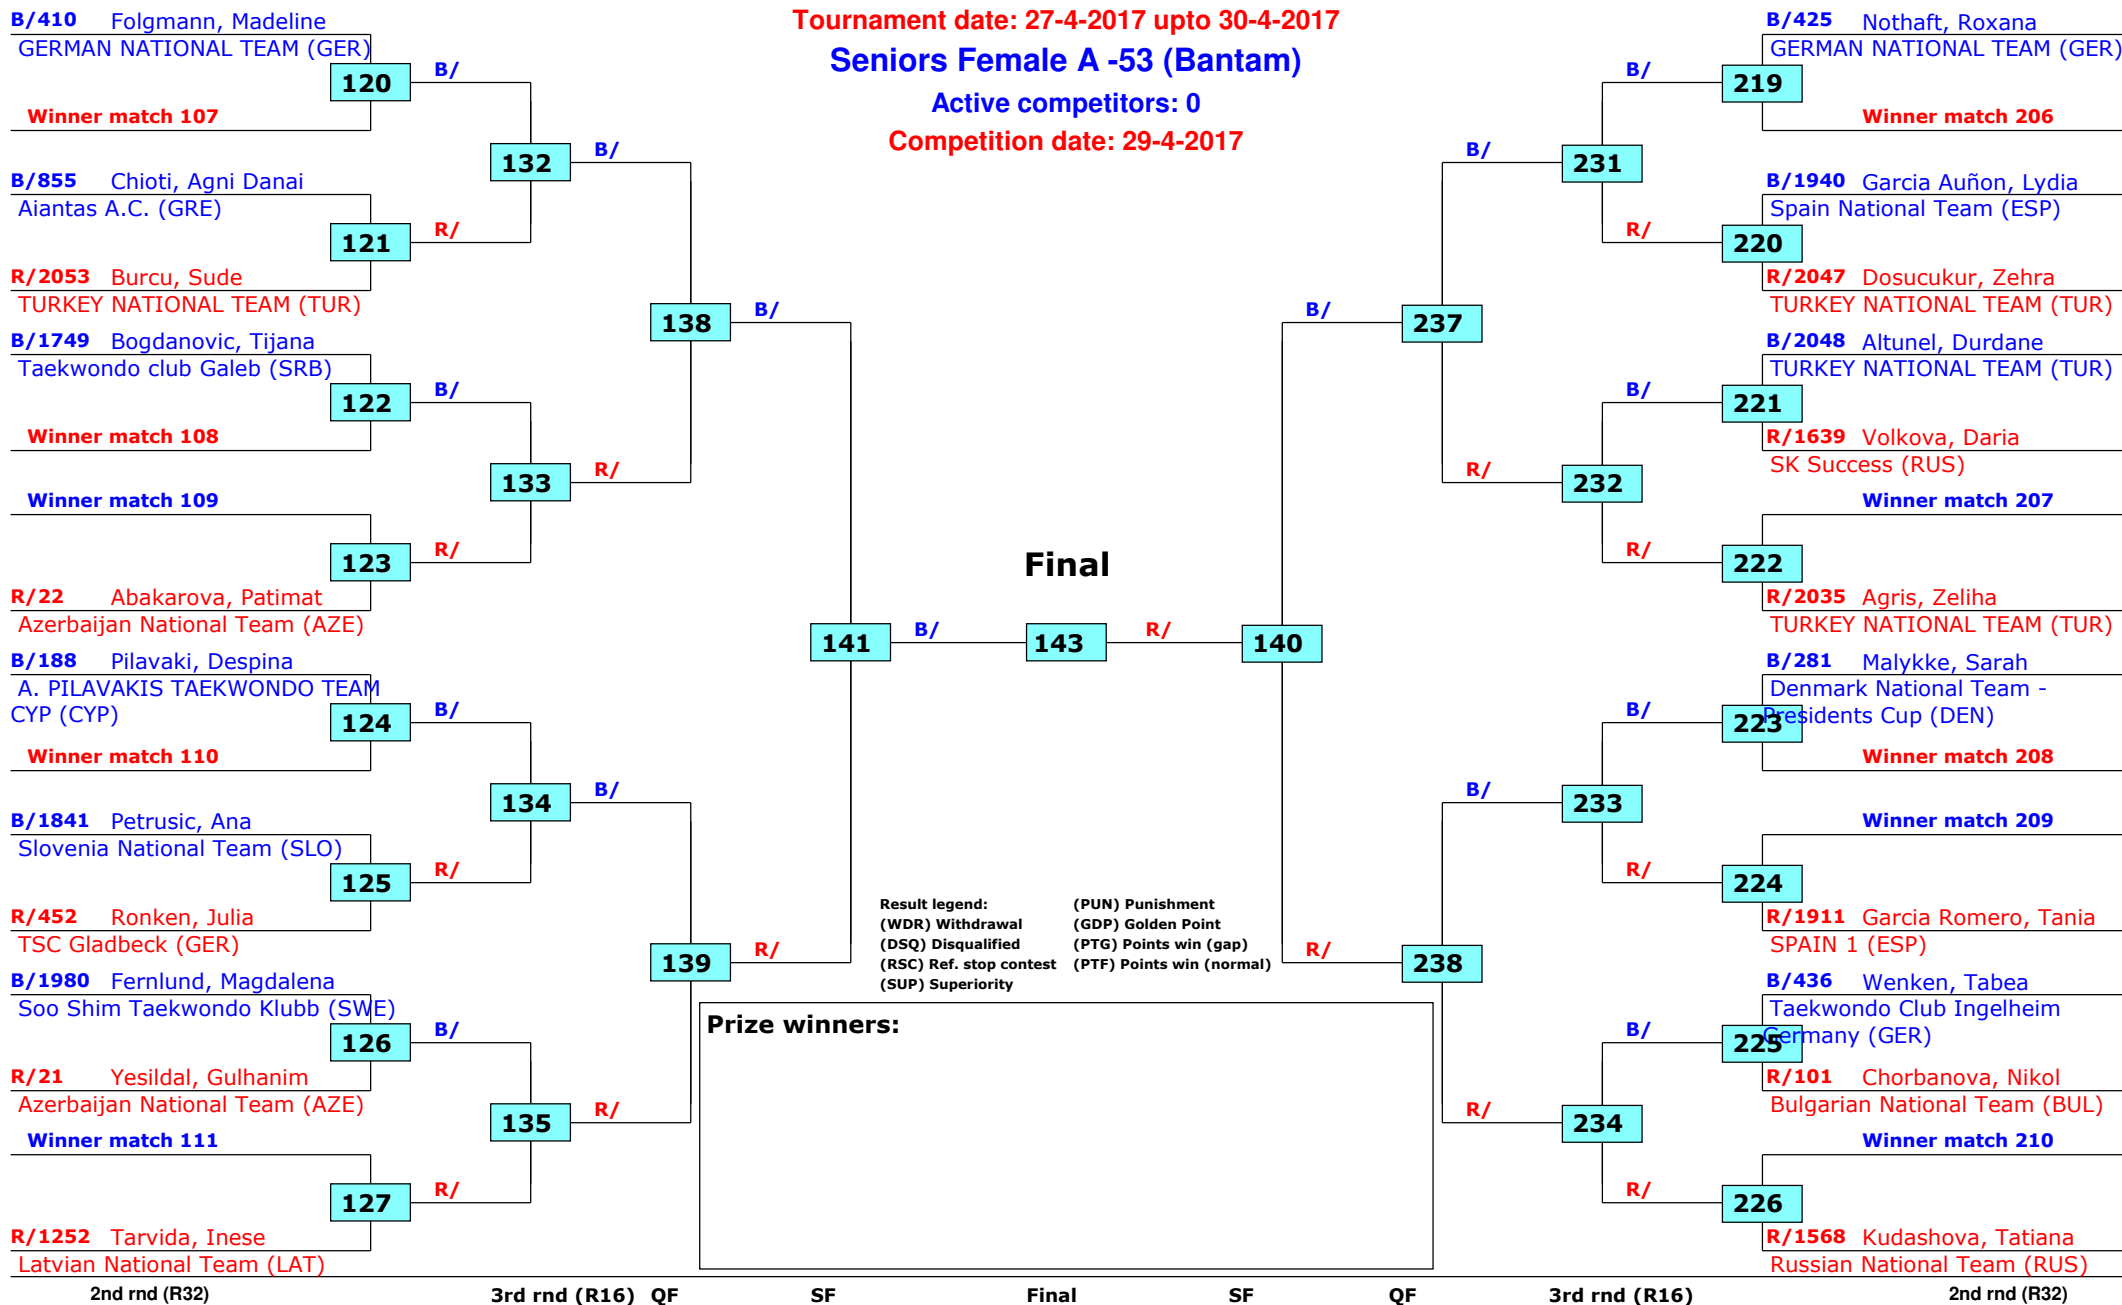 Tournament date: 27-4-2017 upto 30-4-2017
Seniors Female A -53 (Bantam)
Active competitors: 0
Competition date: 29-4-2017
B/410 Folgmann, Madeline
GERMAN NATIONAL TEAM (GER)
120
B/
Winner match 107
132
B/
B/855 Chioti, Agni Danai
Aiantas A.C. (GRE)
121
R/
R/2053 Burcu, Sude
TURKEY NATIONAL TEAM (TUR)
138
B/
B/1749 Bogdanovic, Tijana
Taekwondo club Galeb (SRB)
122
B/
Winner match 108
133
R/
Winner match 109
123
R/
R/22 Abakarova, Patimat
Azerbaijan National Team (AZE)
141
B/
B/188 Pilavaki, Despina
A. PILAVAKIS TAEKWONDO TEAM
CYP (CYP)
124
B/
Winner match 110
134
B/
B/1841 Petrusic, Ana
Slovenia National Team (SLO)
125
R/
R/452 Ronken, Julia
TSC Gladbeck (GER)
139
R/
B/1980 Fernlund, Magdalena
Soo Shim Taekwondo Klubb (SWE)
126
B/
R/21 Yesildal, Gulhanim
Azerbaijan National Team (AZE)
135
R/
Winner match 111
127
R/
R/1252 Tarvida, Inese
Latvian National Team (LAT)
Final
143
R/
140
B/425 Nothaft, Roxana
GERMAN NATIONAL TEAM (GER)
B/
219
Winner match 206
B/
231
B/1940 Garcia Auñon, Lydia
Spain National Team (ESP)
R/
220
R/2047 Dosucukur, Zehra
TURKEY NATIONAL TEAM (TUR)
B/
237
B/2048 Altunel, Durdane
TURKEY NATIONAL TEAM (TUR)
B/
221
R/1639 Volkova, Daria
SK Success (RUS)
R/
232
Winner match 207
R/
222
R/2035 Agris, Zeliha
TURKEY NATIONAL TEAM (TUR)
B/281 Malykke, Sarah
Denmark National Team -
Presidents Cup (DEN)
B/
223
Winner match 208
B/
233
Winner match 209
R/
224
R/1911 Garcia Romero, Tania
SPAIN 1 (ESP)
R/
238
B/436 Wenken, Tabea
Taekwondo Club Ingelheim
Germany (GER)
B/
225
R/101 Chorbanova, Nikol
Bulgarian National Team (BUL)
R/
234
Winner match 210
R/
226
R/1568 Kudashova, Tatiana
Russian National Team (RUS)
Result legend: (PUN) Punishment
(WDR) Withdrawal (GDP) Golden Point
(DSQ) Disqualified (PTG) Points win (gap)
(RSC) Ref. stop contest (PTF) Points win (normal)
(SUP) Superiority
Prize winners:
2nd rnd (R32) 3rd rnd (R16) QF SF Final SF QF 3rd rnd (R16) 2nd rnd (R32)